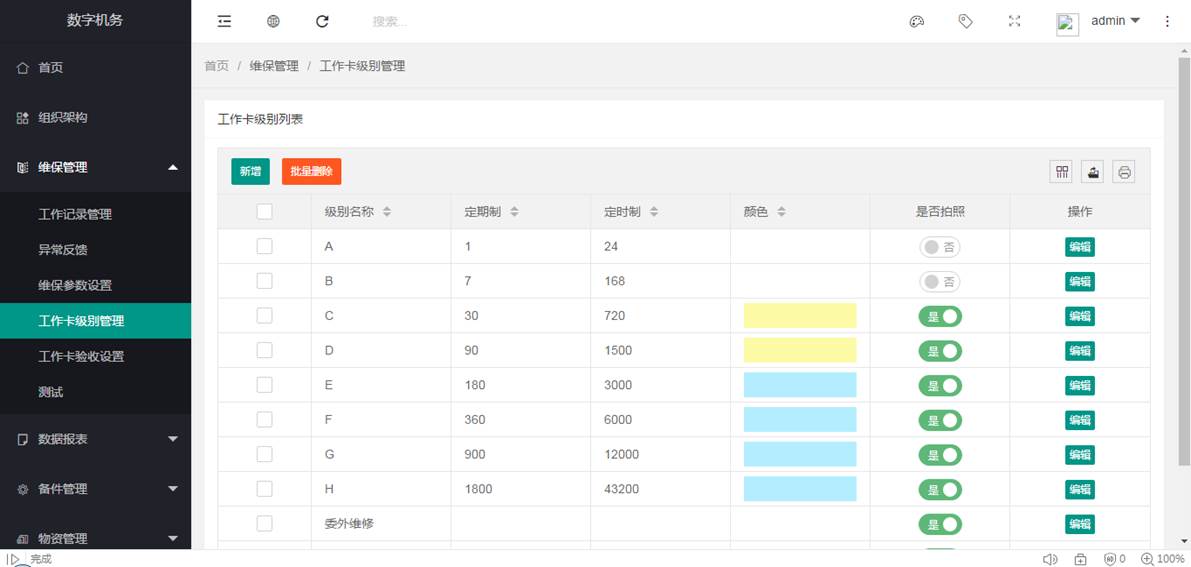 数字机务
搜索...
admin
首页
组织架构
维保管理
工作记录管理
异常反馈
维保参数设置
工作卡级别管理
工作卡验收设置
测试
数据报表
备件管理
物资管理
首页 / 维保管理 / 工作卡级别管理
工作卡级别列表
新增 批量删除
级别名称 定期制 定时制 颜色 是否拍照 操作
A 1 24 否 编辑
B 7 168 否 编辑
C 30 720 是 编辑
D 90 1500 是 编辑
E 180 3000 是 编辑
F 360 6000 是 编辑
G 900 12000 是 编辑
H 1800 43200 是 编辑
委外维修 是 编辑
完成
0
100%